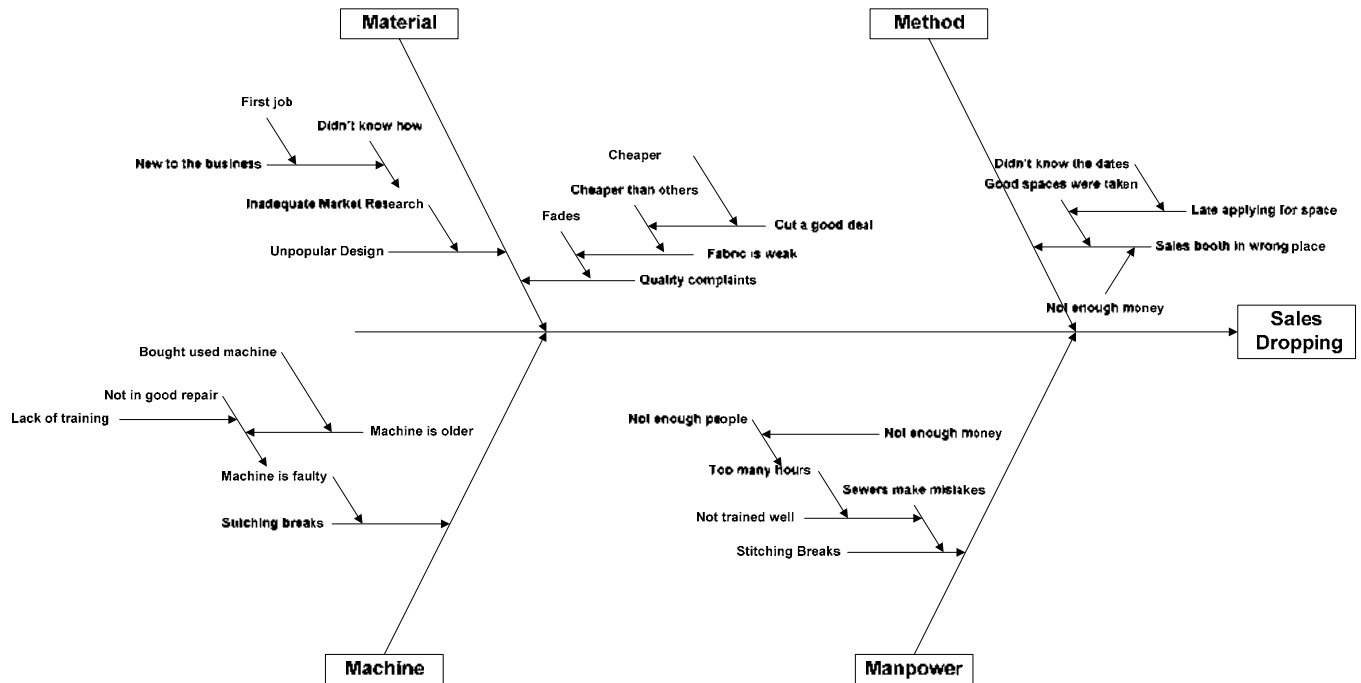 Material
Method
First job
Didn't know how
New to the business
Cheaper
Didn't know the dates
Cheaper than others
Good spaces were taken
Inadequate Market Research
Fades
Cut a good deal
Late applying for space
Unpopular Design
Fabric is weak
Sales booth in wrong place
Quality complaints
Not enough money
Sales
Dropping
Bought used machine
Not in good repair
Lack of training
Machine is older
Not enough people
Not enough money
Machine is faulty
Too many hours
Sewers make mistakes
Stitching breaks
Not trained well
Stitching Breaks
Machine
Manpower